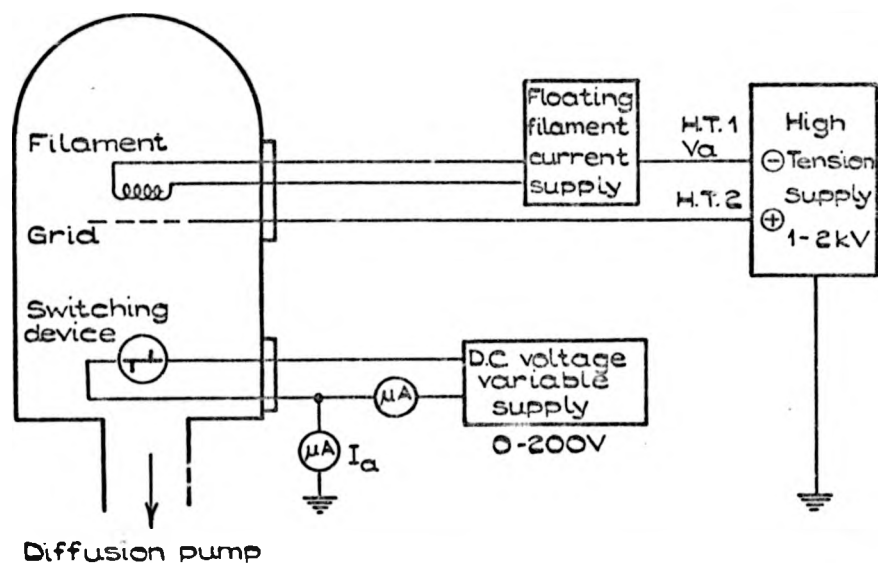 Filament
Grid
Switching
device
Floating
filament
current
supply
H.T.1
Va
H.T.2
High
⊖ Tension
Supply
⊕ 1-2kV
D.C voltage
variable
supply
0-200V
μA
μA Ia
Diffusion pump